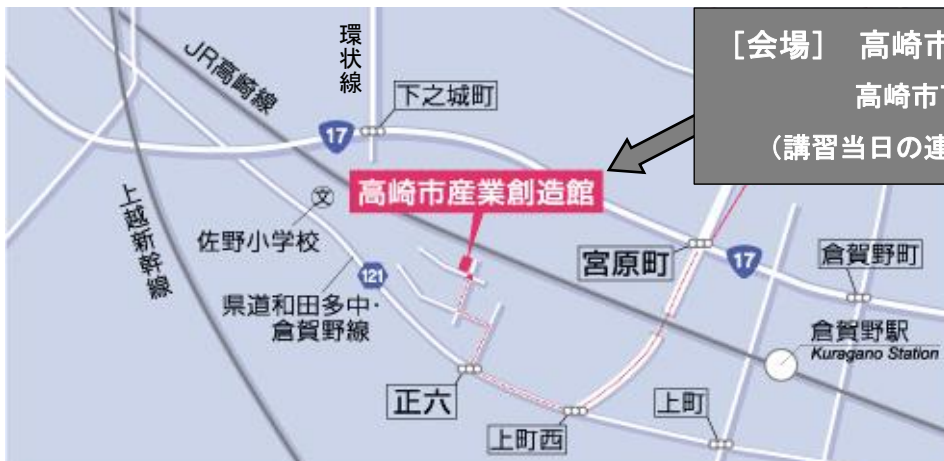 [会場] 高崎市
高崎市
(講習当日の連
環
状
線
JR高崎線
下之城町
17
高崎市産業創造館
上越新幹線
佐野小学校
文
宮原町
17
倉賀野町
121
県道和田多中・
倉賀野線
倉賀野駅
Kuragano Station
正六
上町
上町西